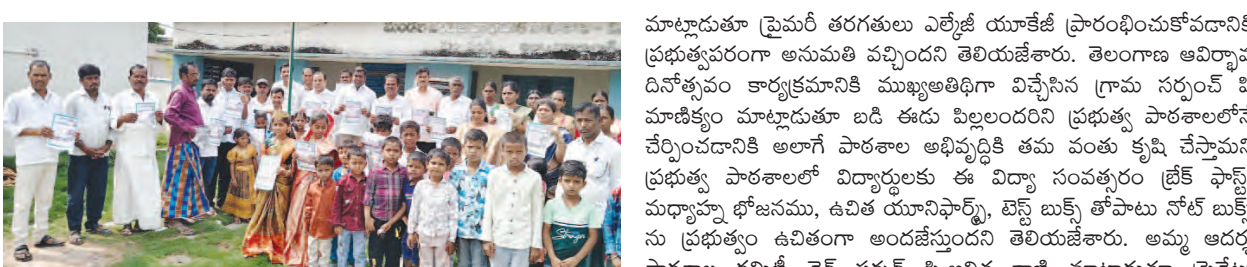 మాట్లాడుతూ ప్రైమరీ తరగతులు ఎల్కేజీ యూకేజీ ప్రారంభించుకోవడానికి
ప్రభుత్వపరంగా అనుమతి వచ్చిందని తెలియజేశారు. తెలంగాణ ఆవిర్భావ
దినోత్సవం కార్యక్రమానికి ముఖ్యఅతిథిగా విచ్చేసిన గ్రామ సర్పంచ్ పి
మాణిక్యం మాట్లాడుతూ బడి ఈడు పిల్లలందరిని ప్రభుత్వ పాఠశాలలోనే
చేర్పించడానికి అలాగే పాఠశాల అభివృద్ధికి తమ వంతు కృషి చేస్తామని
ప్రభుత్వ పాఠశాలలో విద్యార్థులకు ఈ విద్యా సంవత్సరం బ్రేక్ ఫాస్ట్
మధ్యాహ్న భోజనము, ఉచిత యూనిఫార్మ్స్, టెస్ట్ బుక్స్ తోపాటు నోట్ బుక్స్
ను ప్రభుత్వం ఉచితంగా అందజేస్తుందని తెలియజేశారు. అమ్మ ఆదర్శ